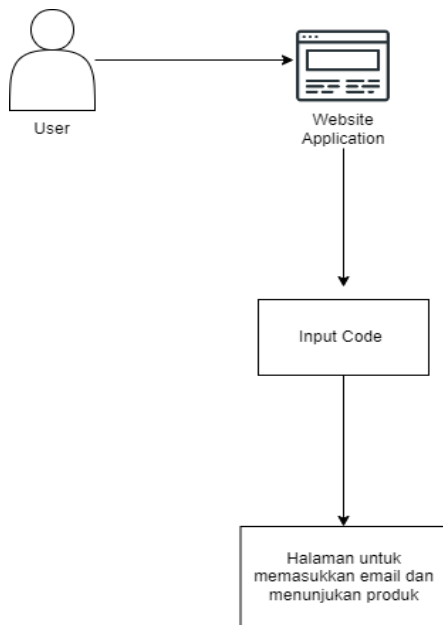 User
Website
Application
Input Code
Halaman untuk
memasukkan email dan
menunjukan produk